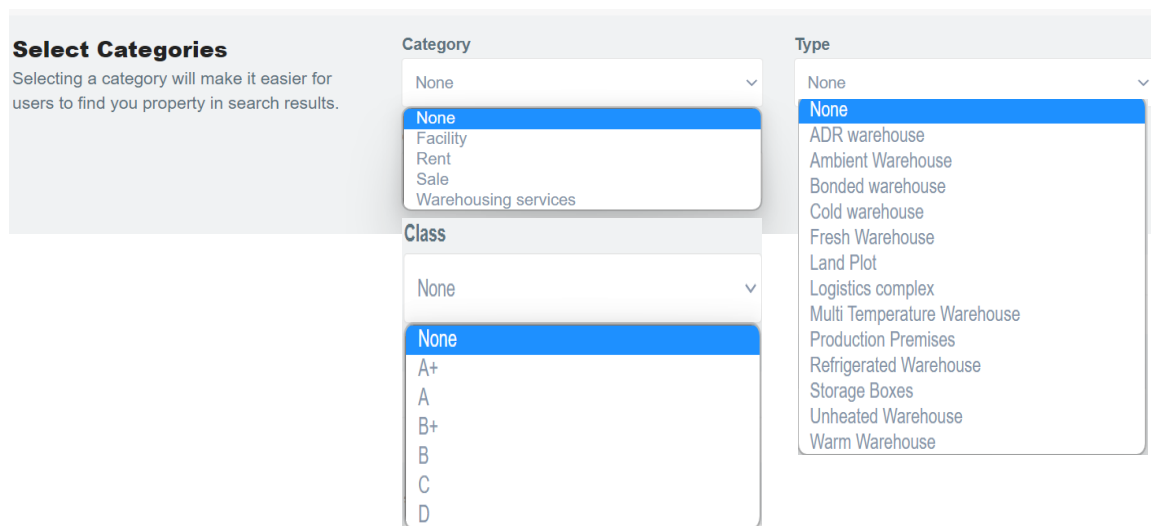 Select Categories
Selecting a category will make it easier for
users to find you property in search results.
Category
None
None
Facility
Rent
Sale
Warehousing services
Class
None
None
A+
A
B+
B
C
D
Type
None
None
ADR warehouse
Ambient Warehouse
Bonded warehouse
Cold warehouse
Fresh Warehouse
Land Plot
Logistics complex
Multi Temperature Warehouse
Production Premises
Refrigerated Warehouse
Storage Boxes
Unheated Warehouse
Warm Warehouse